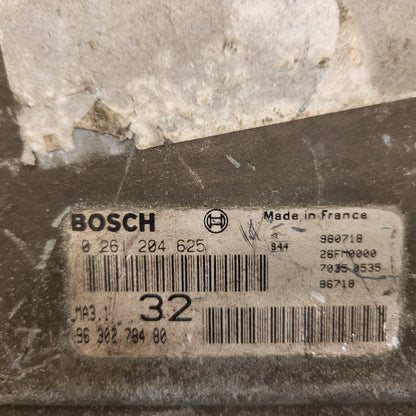 BOSCH
Made in France
0 261 204 625
944
980718
26FM0000
7035 0535
86718
MA3.1
32
96 302 784 80